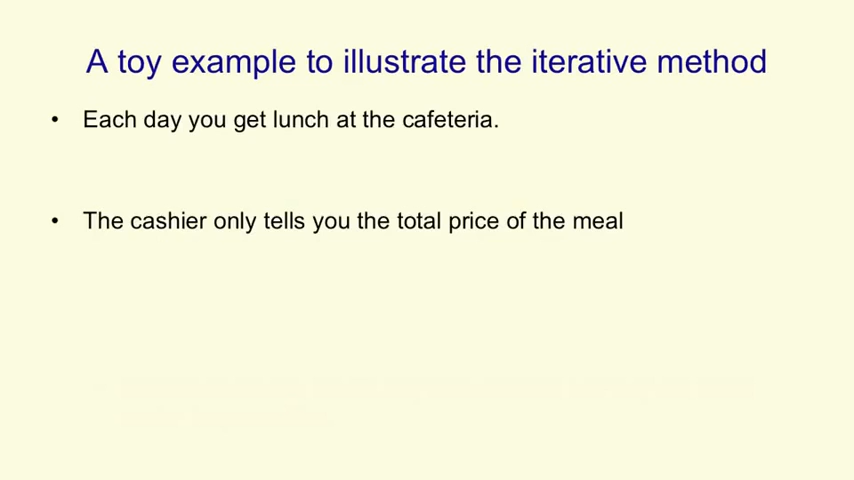 A toy example to illustrate the iterative method
• Each day you get lunch at the cafeteria.
• The cashier only tells you the total price of the meal